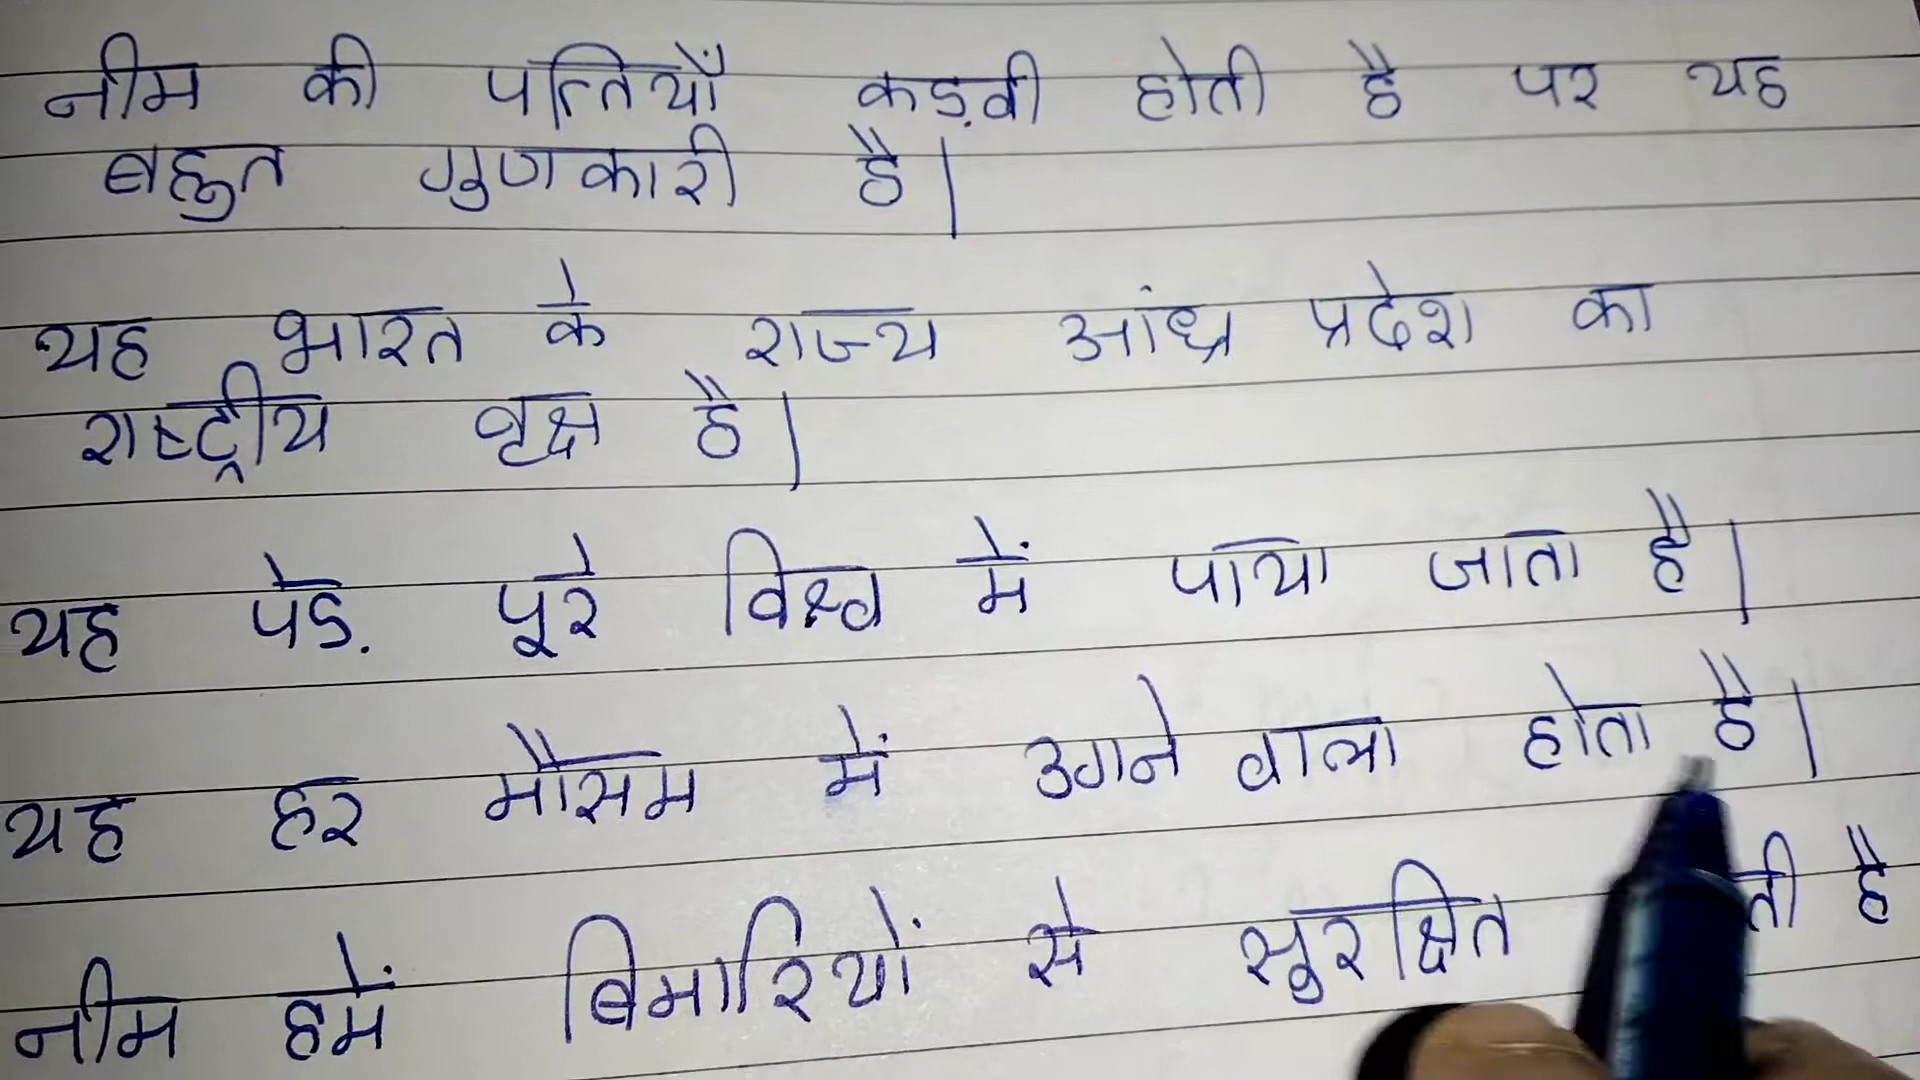 नीम की पत्तियाँ कड़वी होती है पर यह
बहुत गुणकारी है।
यह भारत के राज्य आंध्र प्रदेश का
राष्ट्रीय वृक्ष है।
यह पेड़ पूरे विश्व में पाया जाता है।
यह हर मौसम में उगने वाला होता है।
नीम हमें बिमारियों से सुरक्षित है